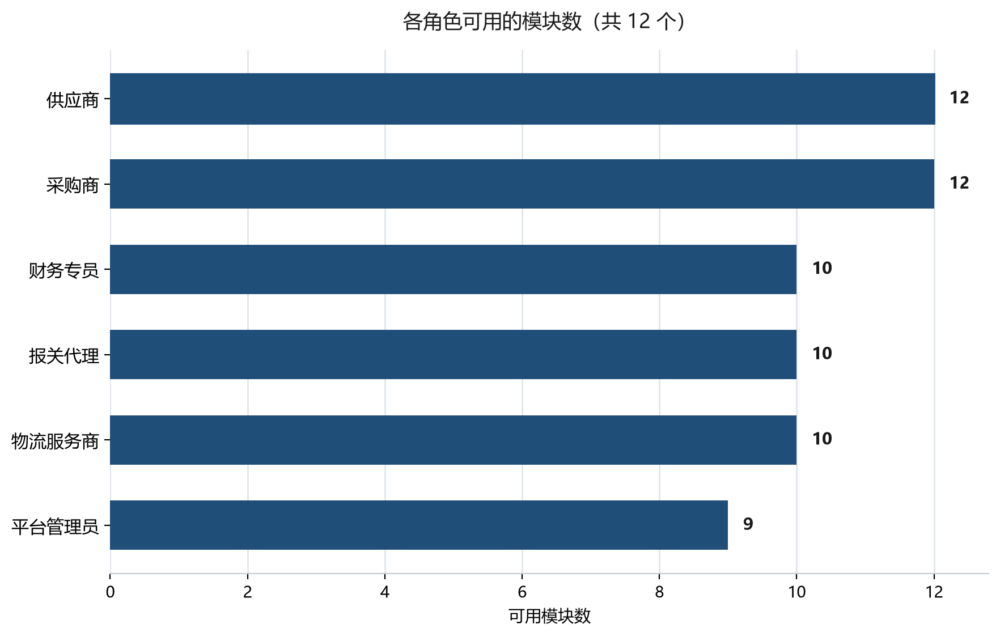 各角色可用的模块数（共 12 个）
供应商
12
采购商
12
财务专员
10
报关代理
10
物流服务商
10
平台管理员
9
0 2 4 6 8 10 12
可用模块数